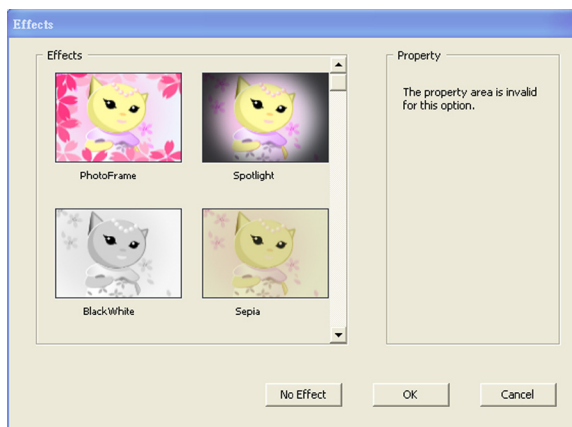 Effects
Effects
Property
The property area is invalid
for this option.
PhotoFrame
Spotlight
BlackWhite
Sepia
No Effect
OK
Cancel